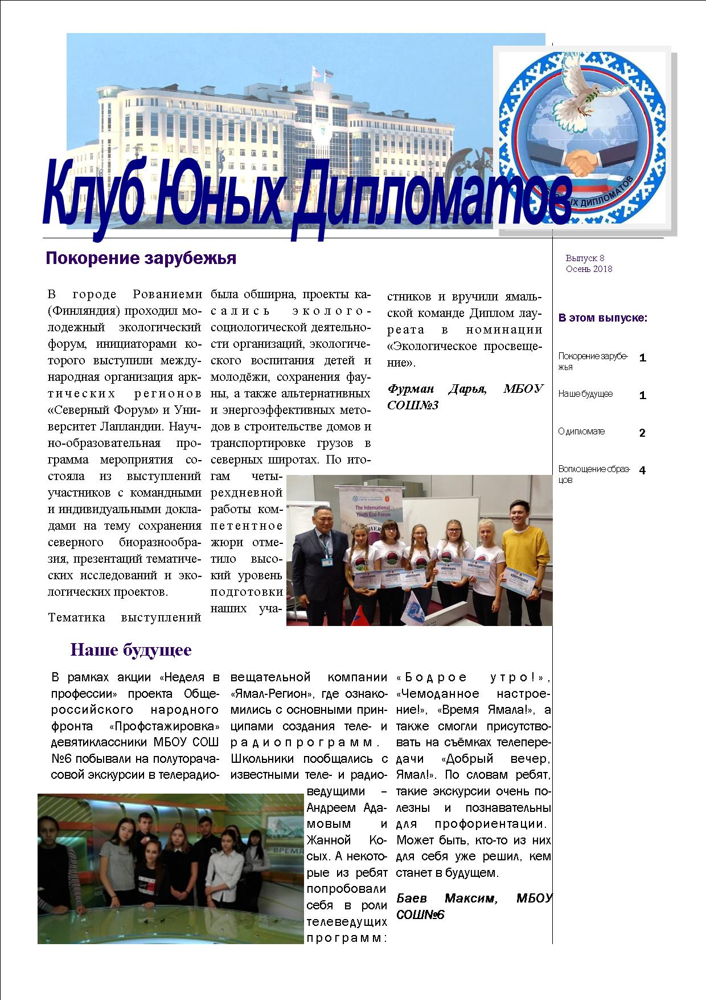 Клуб Юных Дипломатов
ЫХ ДИПЛОМАТОВ
Покорение зарубежья
Выпуск 8
Осень 2018
В городе Рованиеми
(Финляндия) проходил мо-
лодежный экологический
форум, инициаторами ко-
торого выступили между-
народная организация арк-
тических регионов
«Северный Форум» и Уни-
верситет Лапландии. Науч-
но-образовательная про-
грамма мероприятия со-
стояла из выступлений
участников с командными
и индивидуальными докла-
дами на тему сохранения
северного биоразнообра-
зия, презентаций тематиче-
ских исследований и эко-
логических проектов.
Тематика выступлений
была обширна, проекты ка-
сались эколого-
социологической деятельно-
сти организаций, экологиче-
ского воспитания детей и
молодёжи, сохранения фау-
ны, а также альтернативных
и энергоэффективных мето-
дов в строительстве домов и
транспортировке грузов в
северных широтах. По ито-
гам четы-
рехдневной
работы ком-
петентное
жюри отме-
тило высо-
кий уровень
подготовки
наших уча-
стников и вручили ямаль-
ской команде Диплом лау-
реата в номинации
«Экологическое просвеще-
ние».
Фурман Дарья, МБОУ
СОШ№3
The International
Youth Eco-Forum
CERTIFICATE
CERTIFICATE
CERTIFICATE
CERTIFICATE
CERTIFICATE
CERTIFICATE
В этом выпуске:
Покорение зарубе- 1
жья
Наше будущее 1
О дипломате 2
Воплощение образ- 4
цов
Наше будущее
В рамках акции «Неделя в
профессии» проекта Обще-
российского народного
фронта «Профстажировка»
девятиклассники МБОУ СОШ
№6 побывали на полуторача-
совой экскурсии в телерадио-
вещательной компании
«Ямал-Регион», где ознако-
мились с основными прин-
ципами создания теле- и
радиопрограмм.
Школьники пообщались с
известными теле- и радио-
ведущими –
Андреем Ада-
мовым и
Жанной Ко-
сых. А некото-
рые из ребят
попробовали
себя в роли
телеведущих
программ:
«Бодрое утро!»,
«Чемоданное настрое-
ние!», «Время Ямала!», а
также смогли присутство-
вать на съёмках телепере-
дачи «Добрый вечер,
Ямал!». По словам ребят,
такие экскурсии очень по-
лезны и познавательны
для профориентации.
Может быть, кто-то из них
для себя уже решил, кем
станет в будущем.
Баев Максим, МБОУ
СОШ№6
ВРЕМЯ